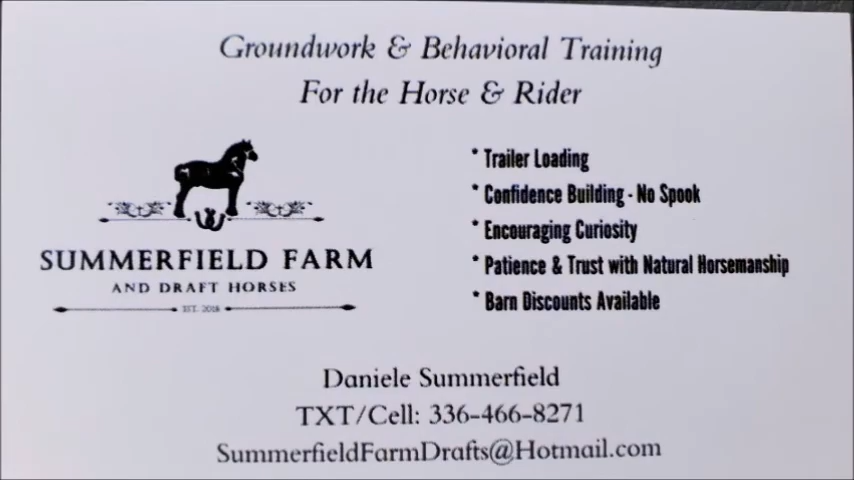 Groundwork & Behavioral Training
For the Horse & Rider
SUMMERFIELD FARM
AND DRAFT HORSES
EST. 2018
* Trailer Loading
* Confidence Building - No Spook
* Encouraging Curiosity
* Patience & Trust with Natural Horsemanship
* Barn Discounts Available
Daniele Summerfield
TXT/Cell: 336-466-8271
SummerfieldFarmDrafts@Hotmail.com